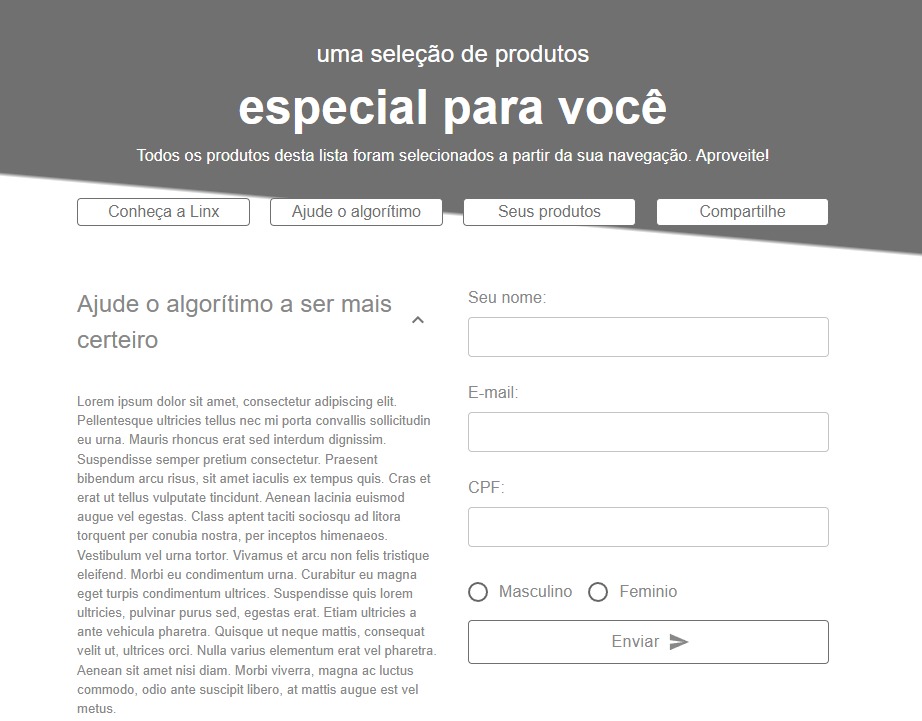 uma seleção de produtos
especial para você
Todos os produtos desta lista foram selecionados a partir da sua navegação. Aproveite!
Conheça a Linx
Ajude o algorítimo
Seus produtos
Compartilhe
Ajude o algorítimo a ser mais
certeiro
Lorem ipsum dolor sit amet, consectetur adipiscing elit.
Pellentesque ultricies tellus nec mi porta convallis sollicitudin
eu urna. Mauris rhoncus erat sed interdum dignissim.
Suspendisse semper pretium consectetur. Praesent
bibendum arcu risus, sit amet iaculis ex tempus quis. Cras et
erat ut tellus vulputate tincidunt. Aenean lacinia euismod
augue vel egestas. Class aptent taciti sociosqu ad litora
torquent per conubia nostra, per inceptos himenaeos.
Vestibulum vel urna tortor. Vivamus et arcu non felis tristique
eleifend. Morbi eu condimentum urna. Curabitur eu magna
eget turpis condimentum ultrices. Suspendisse quis lorem
ultricies, pulvinar purus sed, egestas erat. Etiam ultricies a
ante vehicula pharetra. Quisque ut neque mattis, consequat
velit ut, ultrices orci. Nulla varius elementum erat vel pharetra.
Aenean sit amet nisi diam. Morbi viverra, magna ac luctus
commodo, odio ante suscipit libero, at mattis augue est vel
metus.
Seu nome:
E-mail:
CPF:
Masculino
Feminio
Enviar